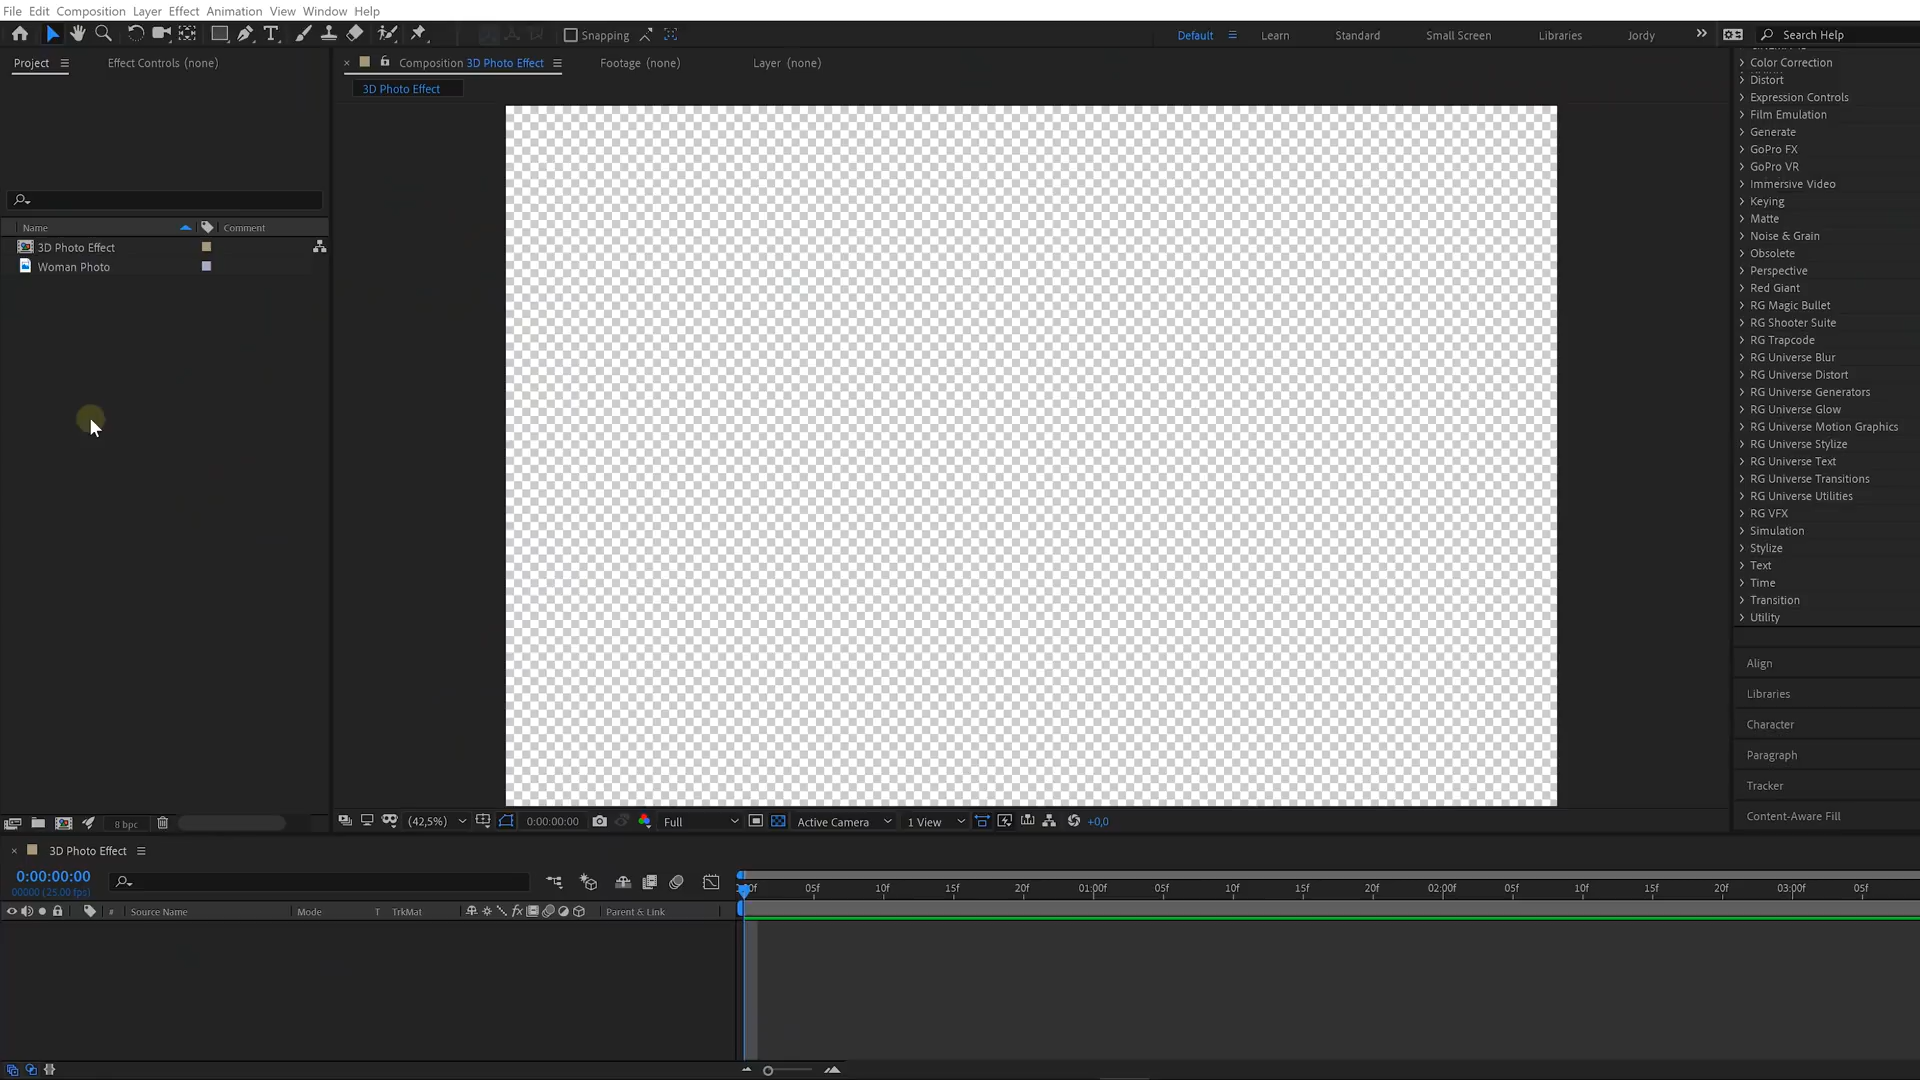 File Edit Composition Layer Effect Animation View Window Help
Snapping
Default Learn Standard Small Screen Libraries Jordy Search Help
Project Effect Controls (none)
Composition 3D Photo Effect Footage (none) Layer (none)
3D Photo Effect
Name Comment
3D Photo Effect
Woman Photo
8 bpc
(42,5%) 0:00:00:00 Full Active Camera 1 View +0,0
Color Correction
Distort
Expression Controls
Film Emulation
Generate
GoPro FX
GoPro VR
Immersive Video
Keying
Matte
Noise & Grain
Obsolete
Perspective
Red Giant
RG Magic Bullet
RG Shooter Suite
RG Trapcode
RG Universe Blur
RG Universe Distort
RG Universe Generators
RG Universe Glow
RG Universe Motion Graphics
RG Universe Stylize
RG Universe Text
RG Universe Transitions
RG Universe Utilities
RG VFX
Simulation
Stylize
Text
Time
Transition
Utility
Align
Libraries
Character
Paragraph
Tracker
Content-Aware Fill
3D Photo Effect
0:00:00:00
00000 (25.00 fps)
05f 10f 15f 20f 01:00f 05f 10f 15f 20f 02:00f 05f 10f 15f 20f 03:00f 05f
# Source Name Mode T TrkMat fx Parent & Link